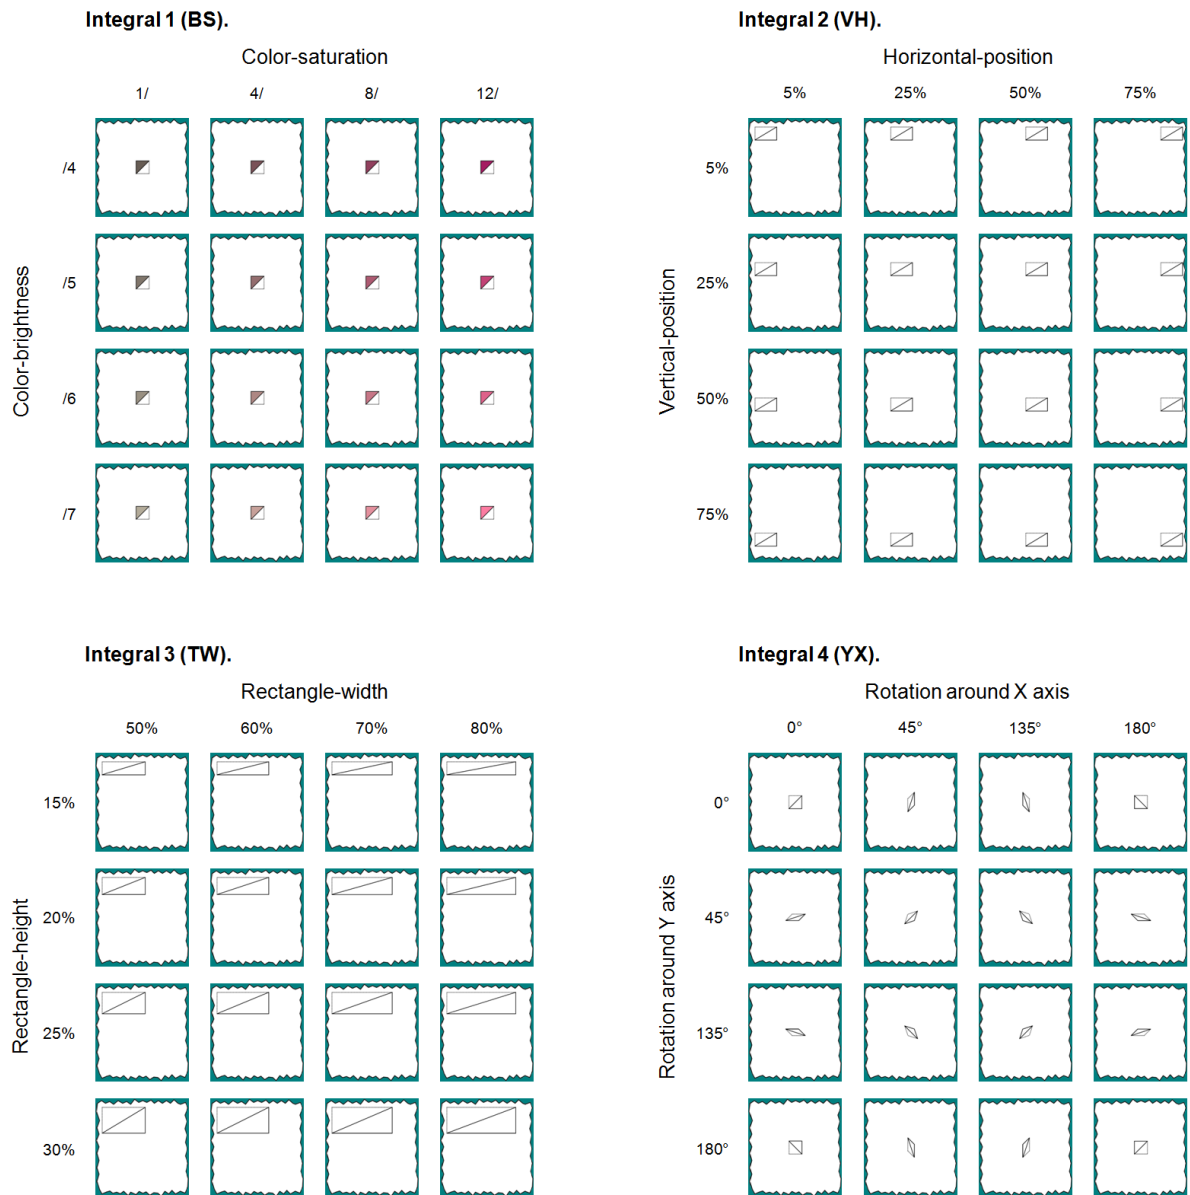 Integral 1 (BS).
Color-saturation
1/ 4/ 8/ 12/
Color-brightness
/4
/5
/6
/7
Integral 2 (VH).
Horizontal-position
5% 25% 50% 75%
Vertical-position
5%
25%
50%
75%
Integral 3 (TW).
Rectangle-width
50% 60% 70% 80%
Rectangle-height
15%
20%
25%
30%
Integral 4 (YX).
Rotation around X axis
0° 45° 135° 180°
Rotation around Y axis
0°
45°
135°
180°